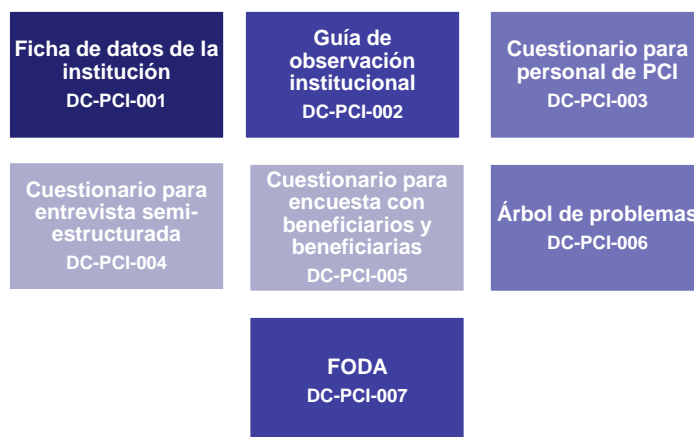 Ficha de datos de la
institución
DC-PCI-001
Guía de
observación
institucional
DC-PCI-002
Cuestionario para
personal de PCI
DC-PCI-003
Cuestionario para
entrevista semi-
estructurada
DC-PCI-004
Cuestionario para
encuesta con
beneficiarios y
beneficiarias
DC-PCI-005
Árbol de problemas
DC-PCI-006
FODA
DC-PCI-007